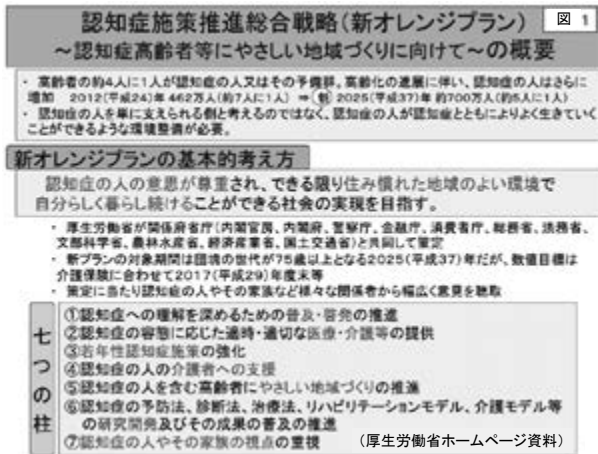 認知症施策推進総合戦略(新オレンジプラン)
図 1
～認知症高齢者等にやさしい地域づくりに向けて～の概要
・ 高齢者の約4人に1人が認知症の人又はその予備群。高齢化の進展に伴い、認知症の人はさらに
増加　2012(平成24)年 462万人(約7人に1人) ⇒ 新 2025(平成37)年 約700万人(約5人に1人)
・ 認知症の人を単に支えられる側と考えるのではなく、認知症の人が認知症とともによりよく生きていく
ことができるような環境整備が必要。
新オレンジプランの基本的考え方
認知症の人の意思が尊重され、できる限り住み慣れた地域のよい環境で
自分らしく暮らし続けることができる社会の実現を目指す。
・ 厚生労働省が関係府省庁(内閣官房、内閣府、警察庁、金融庁、消費者庁、総務省、法務省、
文部科学省、農林水産省、経済産業省、国土交通省)と共同して策定
・ 新プランの対象期間は団塊の世代が75歳以上となる2025(平成37)年だが、数値目標は
介護保険に合わせて2017(平成29)年度末等
・ 策定に当たり認知症の人やその家族など様々な関係者から幅広く意見を聴取
七つの柱
①認知症への理解を深めるための普及・啓発の推進
②認知症の容態に応じた適時・適切な医療・介護等の提供
③若年性認知症施策の強化
④認知症の人の介護者への支援
⑤認知症の人を含む高齢者にやさしい地域づくりの推進
⑥認知症の予防法、診断法、治療法、リハビリテーションモデル、介護モデル等
の研究開発及びその成果の普及の推進
⑦認知症の人やその家族の視点の重視
(厚生労働省ホームページ資料)